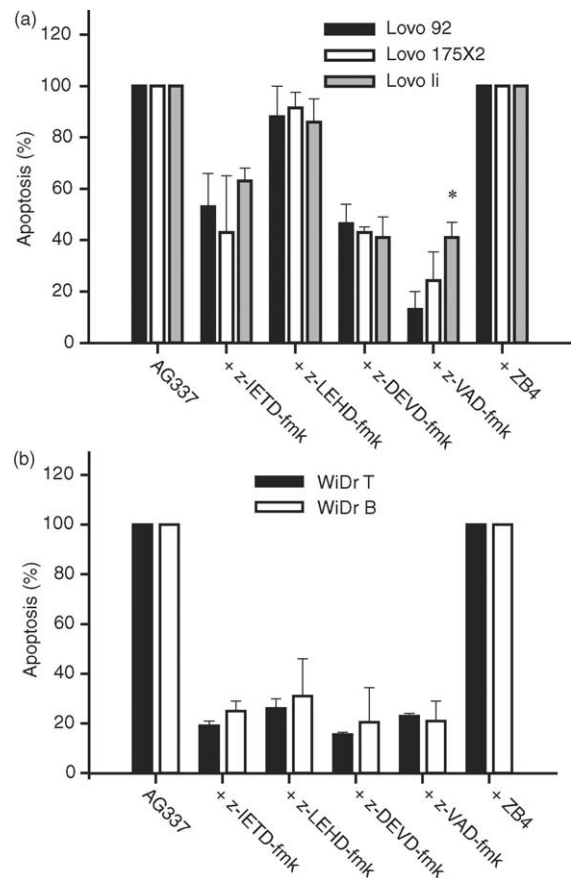 (a)
120
100
80
60
40
20
0
Apoptosis (%)
Lovo 92
Lovo 175X2
Lovo li
*
AG337
+ z-IETD-fmk
+ z-LEHD-fmk
+ z-DEVD-fmk
+ z-VAD-fmk
+ ZB4
(b)
120
100
80
60
40
20
0
Apoptosis (%)
WiDr T
WiDr B
AG337
+ z-IETD-fmk
+ z-LEHD-fmk
+ z-DEVD-fmk
+ z-VAD-fmk
+ ZB4